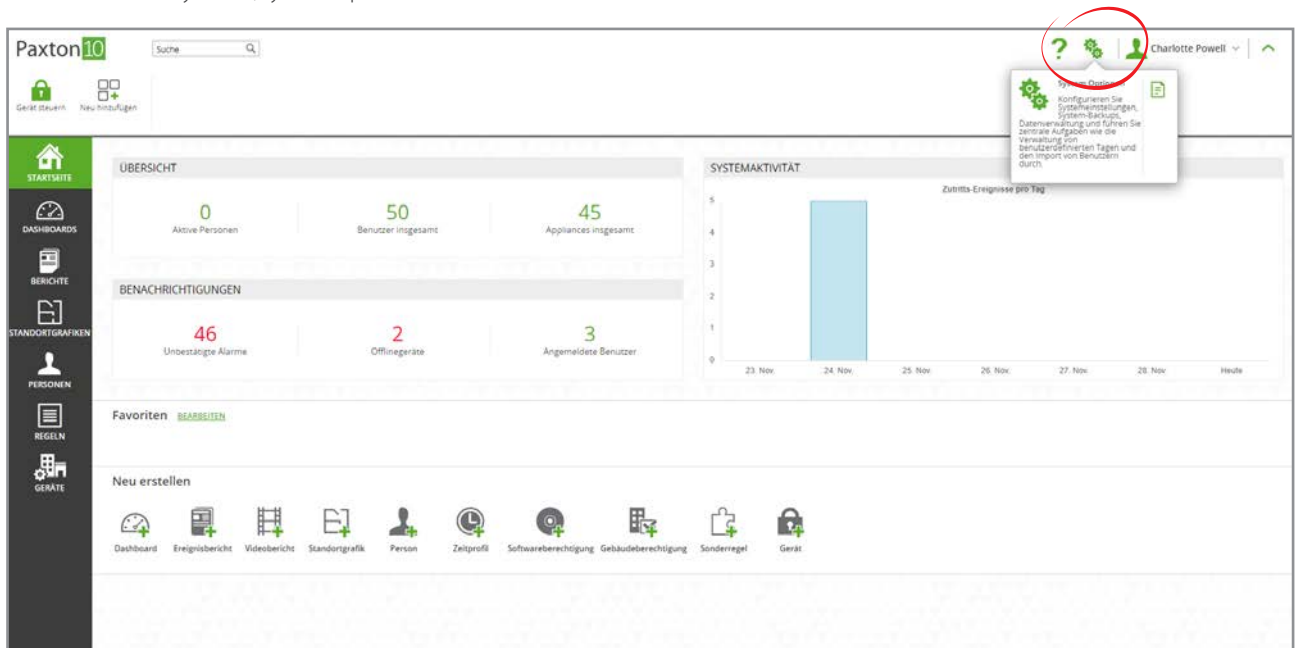 Paxton10
Suche
?
Charlotte Powell
Gerät steuern
Neu hinzufügen
System Optionen
Konfigurieren Sie
Systemeinstellungen,
System-Backups,
Datenverwaltung und führen Sie
zentrale Aufgaben wie die
Verwaltung von
benutzerdefinierten Tagen und
den Import von Benutzern
durch.
STARTSEITE
DASHBOARDS
BERICHTE
STANDORTGRAFIKEN
PERSONEN
REGELN
GERÄTE
ÜBERSICHT
0
Aktive Personen
50
Benutzer insgesamt
45
Appliances insgesamt
BENACHRICHTIGUNGEN
46
Unbestätigte Alarme
2
Offlinegeräte
3
Angemeldete Benutzer
SYSTEMAKTIVITÄT
Zutritts-Ereignisse pro Tag
5
4
3
2
1
0
23. Nov. 24. Nov. 25. Nov. 26. Nov. 27. Nov. 28. Nov. Heute
Favoriten BEARBEITEN
Neu erstellen
Dashboard
Ereignisbericht
Videobericht
Standortgrafik
Person
Zeitprofil
Softwareberechtigung
Gebäudeberechtigung
Sonderregel
Gerät